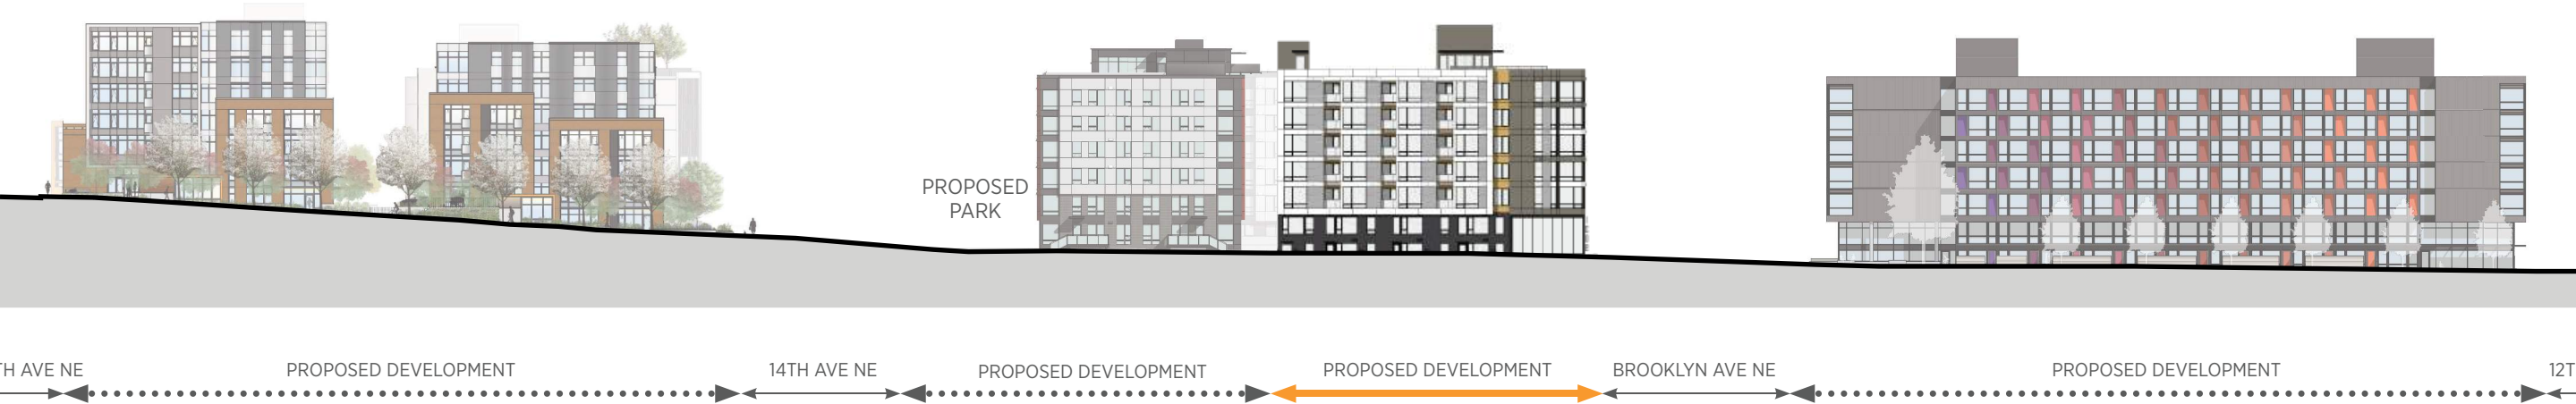 PROPOSED
PARK
TH AVE NE
PROPOSED DEVELOPMENT
14TH AVE NE
PROPOSED DEVELOPMENT
PROPOSED DEVELOPMENT
BROOKLYN AVE NE
PROPOSED DEVELOPMENT
12T